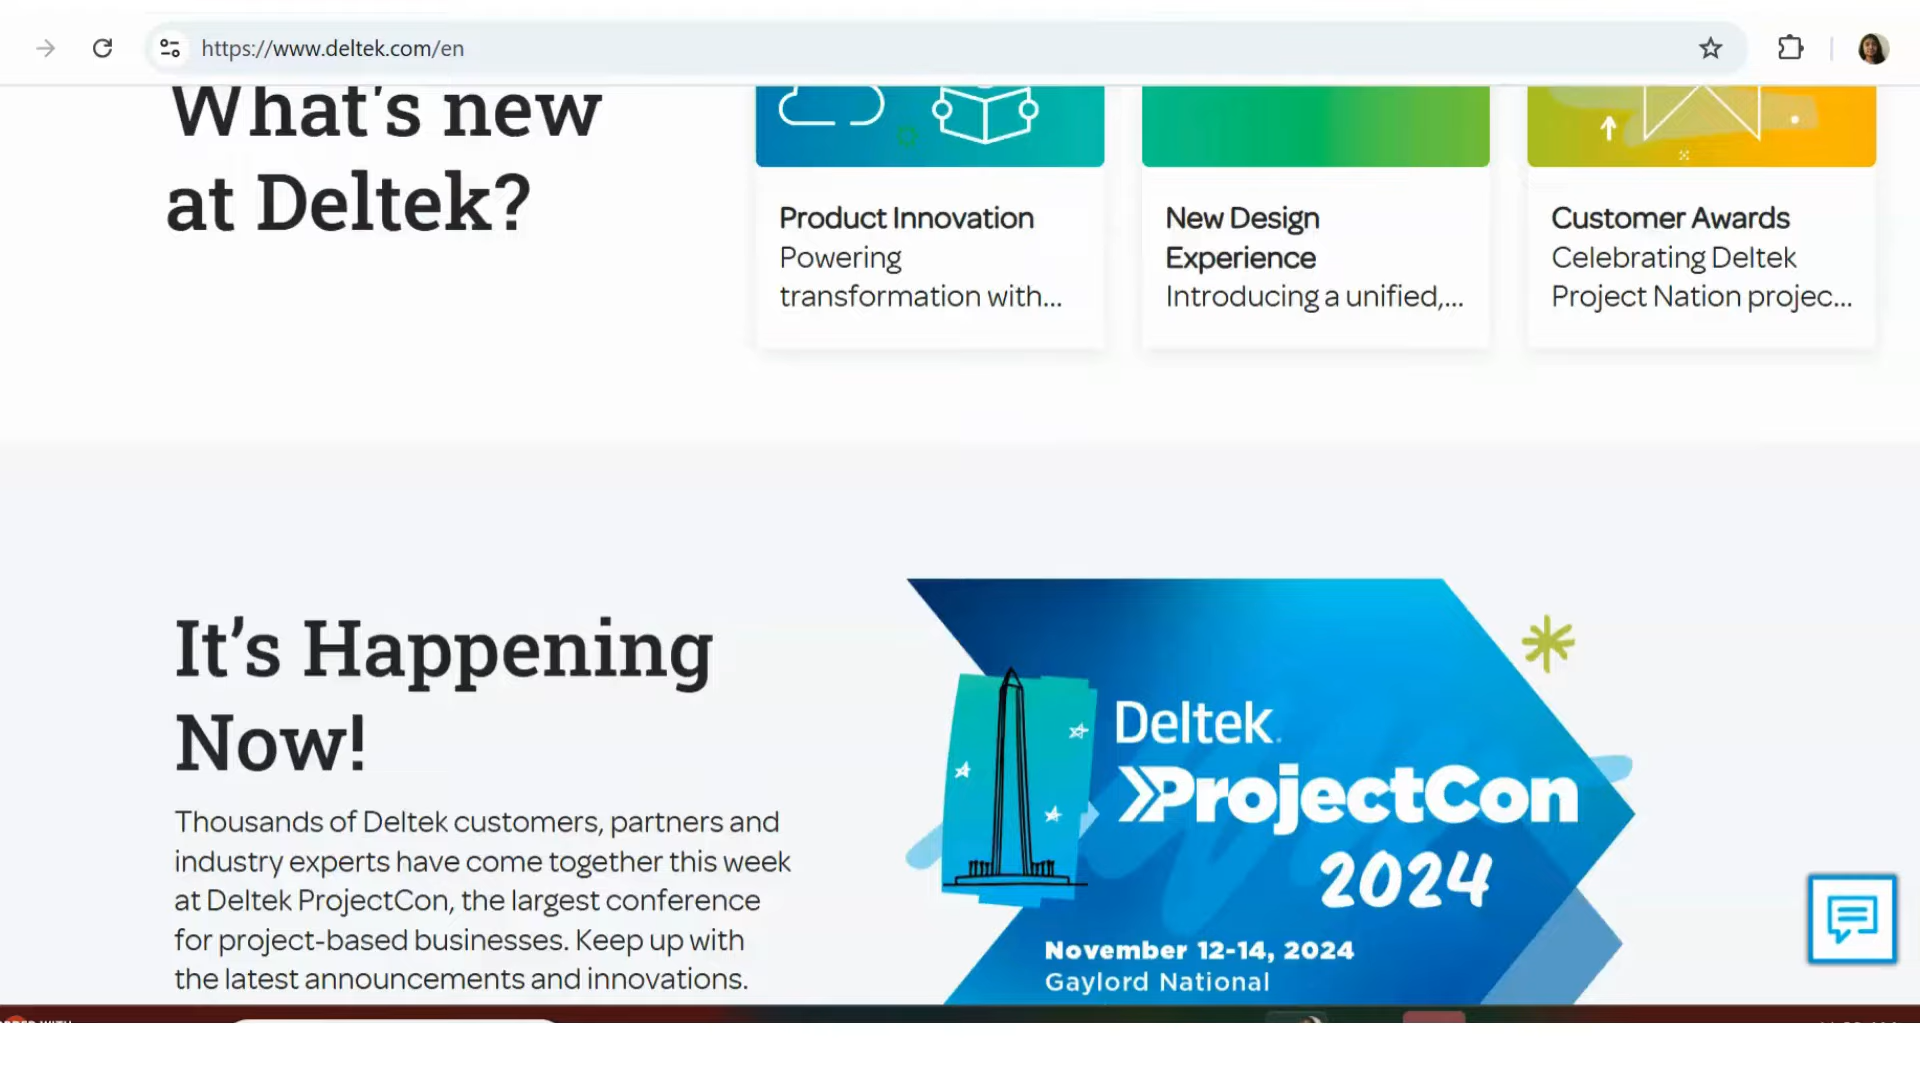 https://www.deltek.com/en
What's new
at Deltek?
Product Innovation
Powering
transformation with...
New Design
Experience
Introducing a unified,...
Customer Awards
Celebrating Deltek
Project Nation projec...
It’s Happening
Now!
Thousands of Deltek customers, partners and
industry experts have come together this week
at Deltek ProjectCon, the largest conference
for project-based businesses. Keep up with
the latest announcements and innovations.
Deltek.
ProjectCon
2024
November 12-14, 2024
Gaylord National